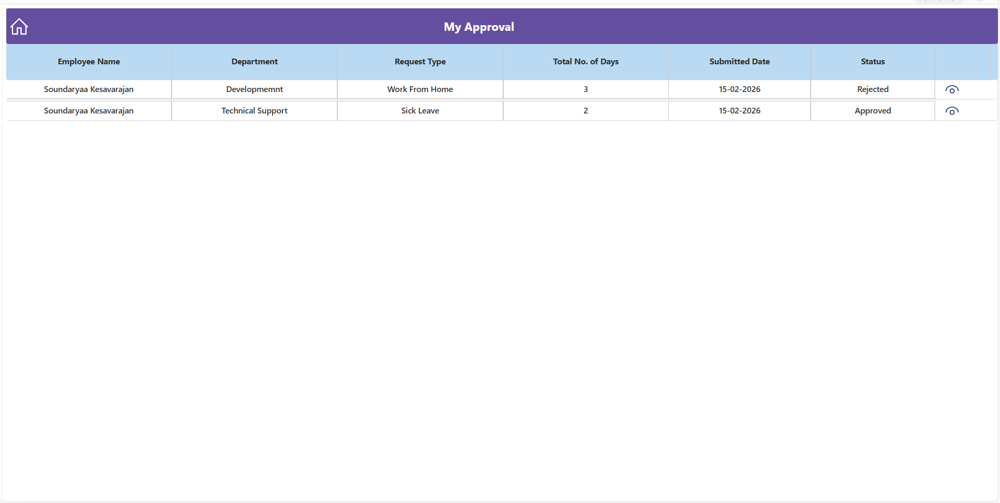 My Approval
Employee Name Department Request Type Total No. of Days Submitted Date Status
Soundaryaa Kesavarajan Developmemnt Work From Home 3 15-02-2026 Rejected
Soundaryaa Kesavarajan Technical Support Sick Leave 2 15-02-2026 Approved